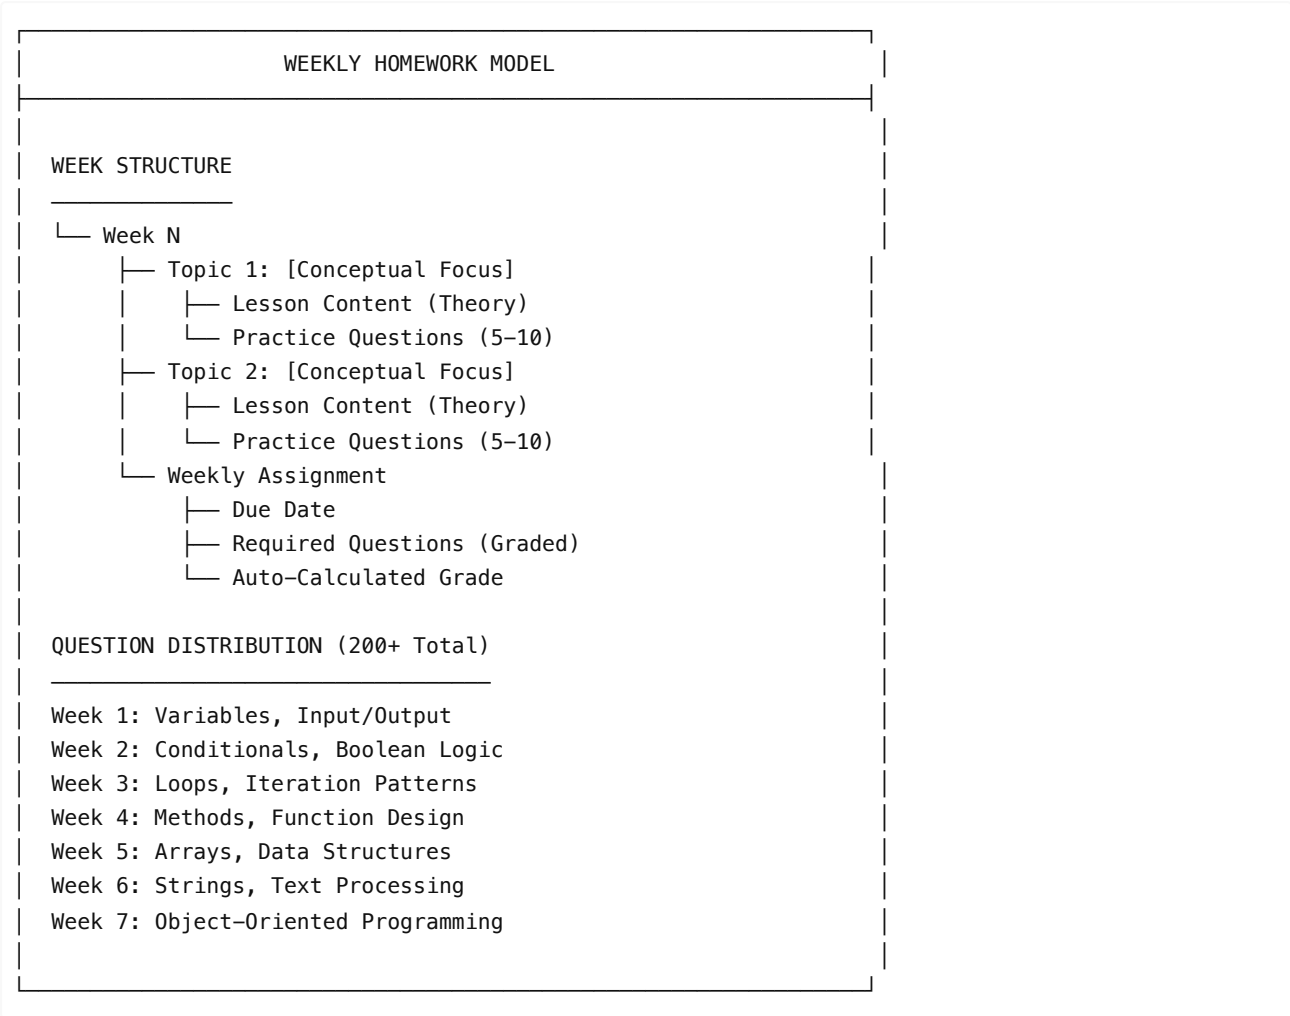 WEEKLY HOMEWORK MODEL
WEEK STRUCTURE
└── Week N
├── Topic 1: [Conceptual Focus]
│   ├── Lesson Content (Theory)
│   └── Practice Questions (5–10)
├── Topic 2: [Conceptual Focus]
│   ├── Lesson Content (Theory)
│   └── Practice Questions (5–10)
└── Weekly Assignment
├── Due Date
├── Required Questions (Graded)
└── Auto–Calculated Grade
QUESTION DISTRIBUTION (200+ Total)
Week 1: Variables, Input/Output
Week 2: Conditionals, Boolean Logic
Week 3: Loops, Iteration Patterns
Week 4: Methods, Function Design
Week 5: Arrays, Data Structures
Week 6: Strings, Text Processing
Week 7: Object–Oriented Programming